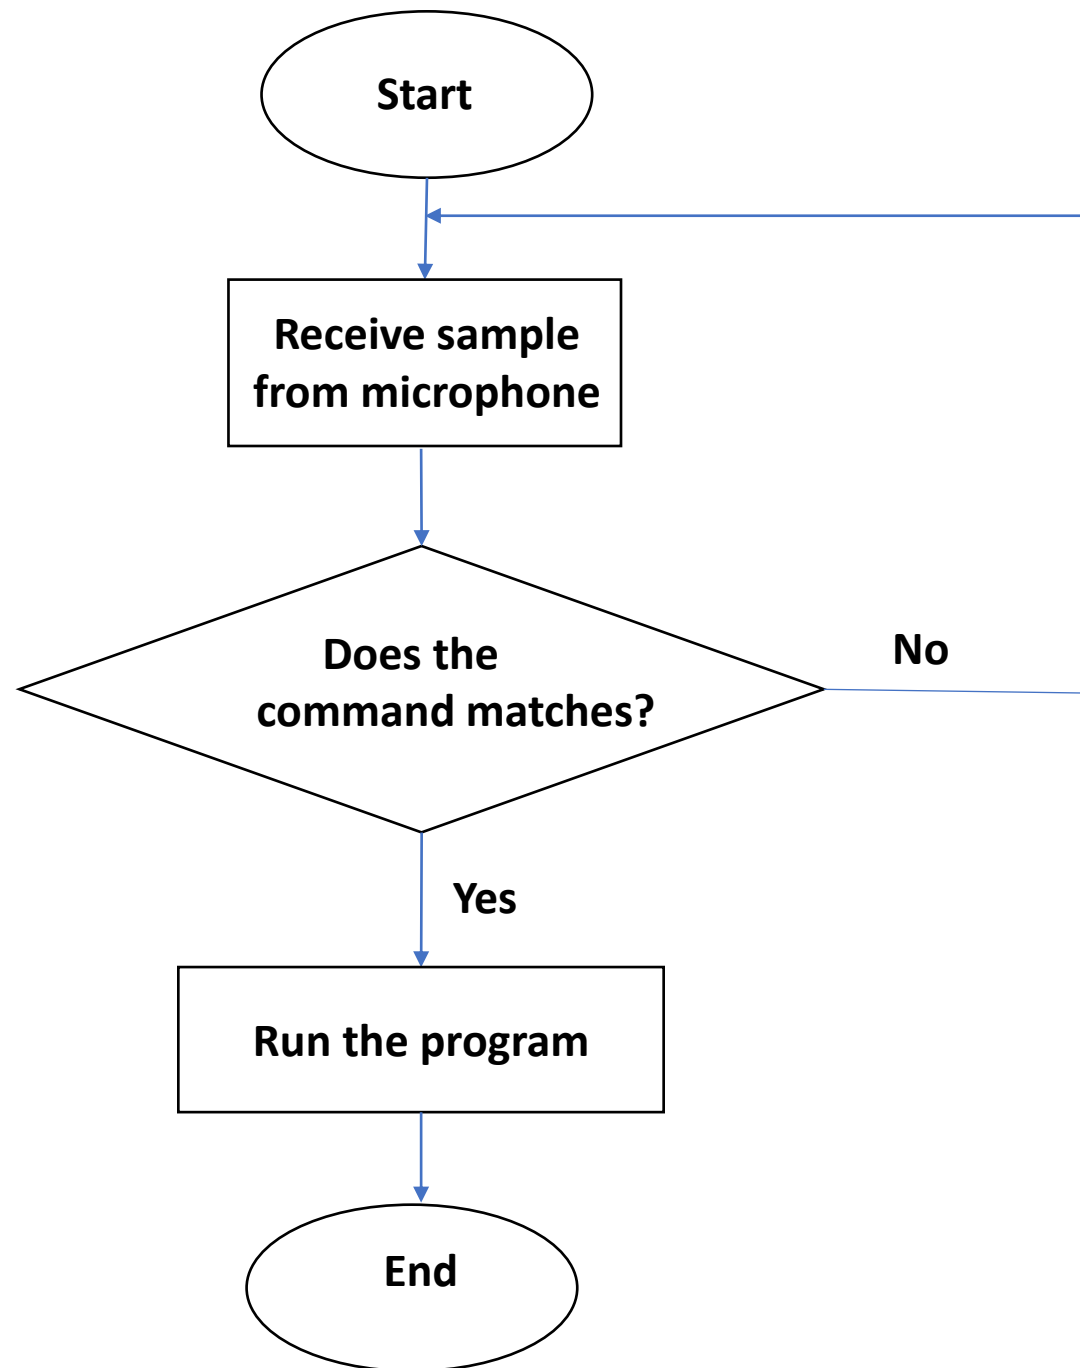 Start
Receive sample
from microphone
Does the
command matches?
No
Yes
Run the program
End